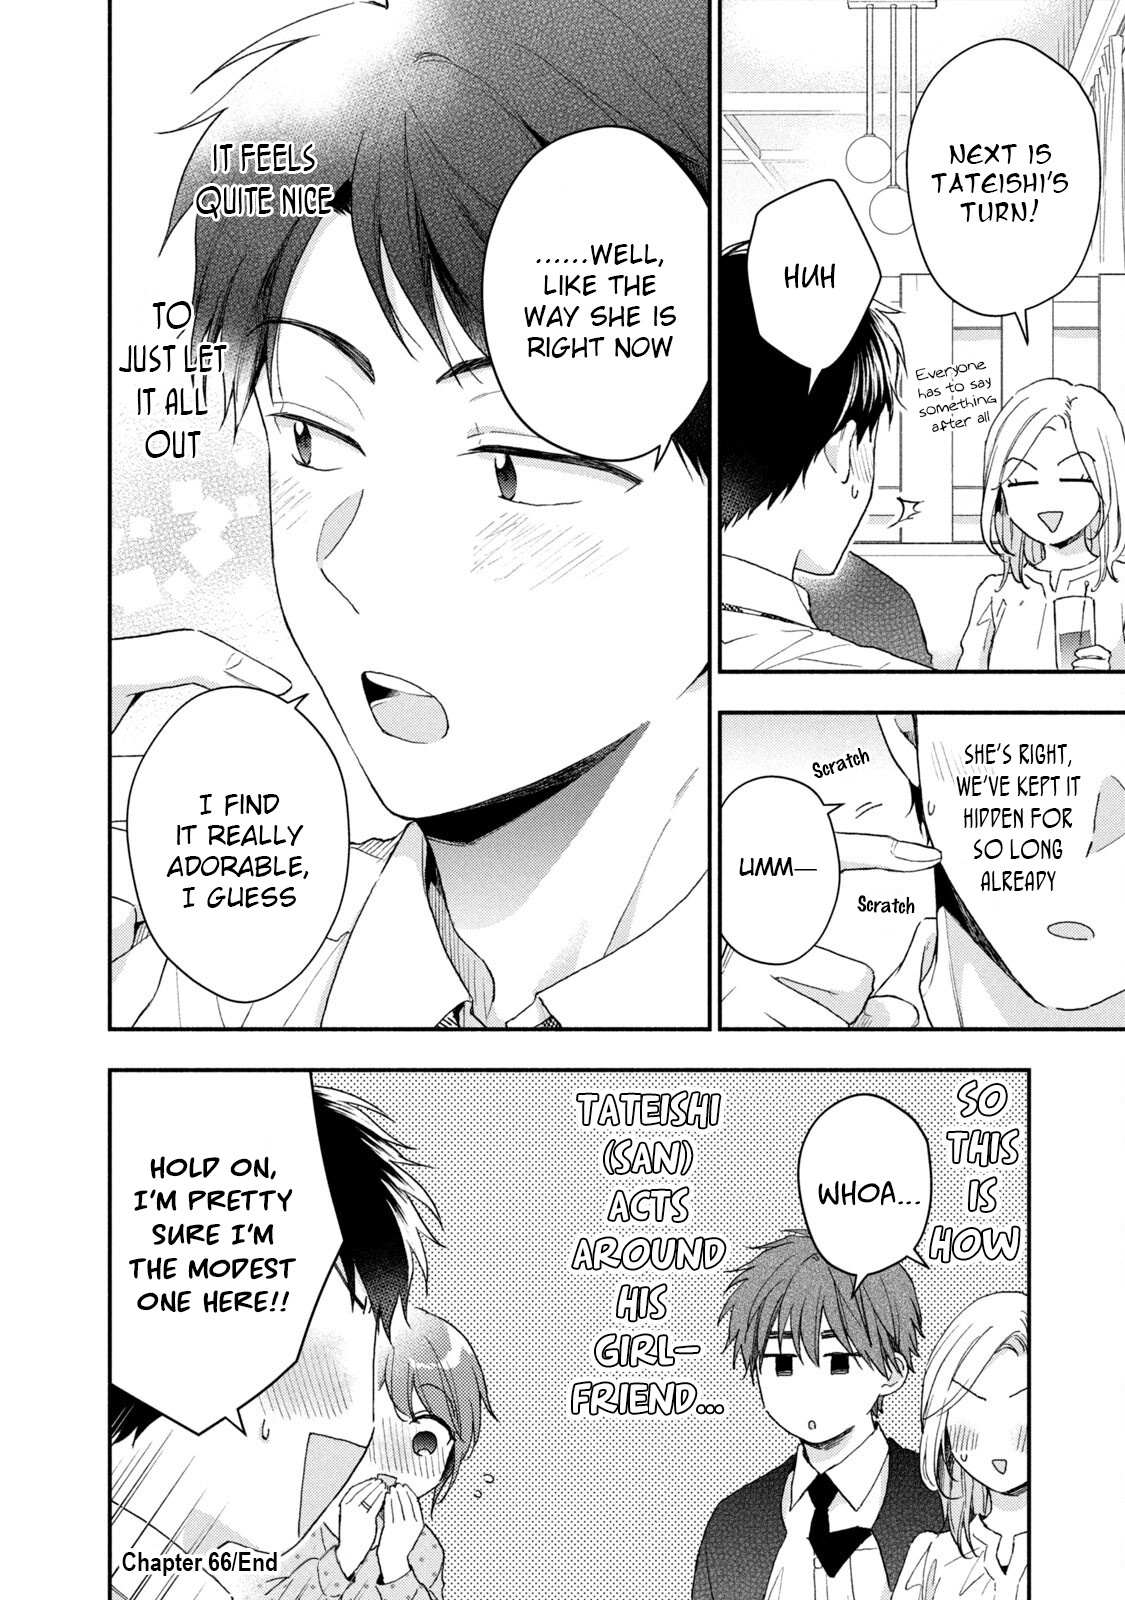 NEXT IS
TATEISHI'S
TURN!
HUH
Everyone
has to say
something
after all
SHE'S RIGHT,
WE'VE KEPT IT
HIDDEN FOR
SO LONG
ALREADY
Scratch
UMM—
Scratch
......WELL,
LIKE THE
WAY SHE IS
RIGHT NOW
IT FEELS
QUITE NICE
TO
JUST LET
IT ALL
OUT
I FIND
IT REALLY
ADORABLE,
I GUESS
SO
THIS
IS
HOW
WHOA...
TATEISHI
(SAN)
ACTS
AROUND
HIS
GIRL-
FRIEND...
HOLD ON,
I'M PRETTY
SURE I'M
THE MODEST
ONE HERE!!
Chapter 66/End